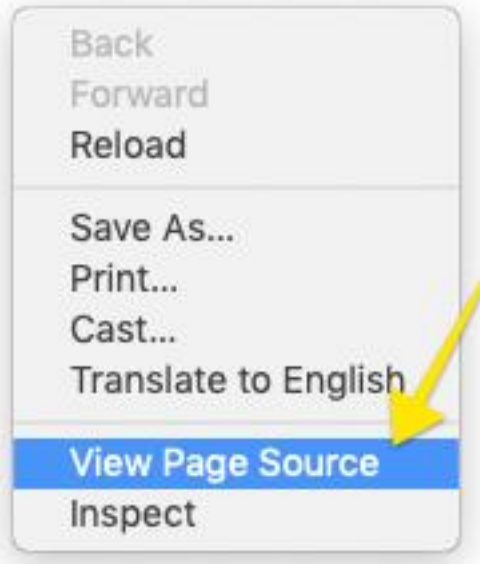 Back
Forward
Reload
Save As...
Print...
Cast...
Translate to English
View Page Source
Inspect